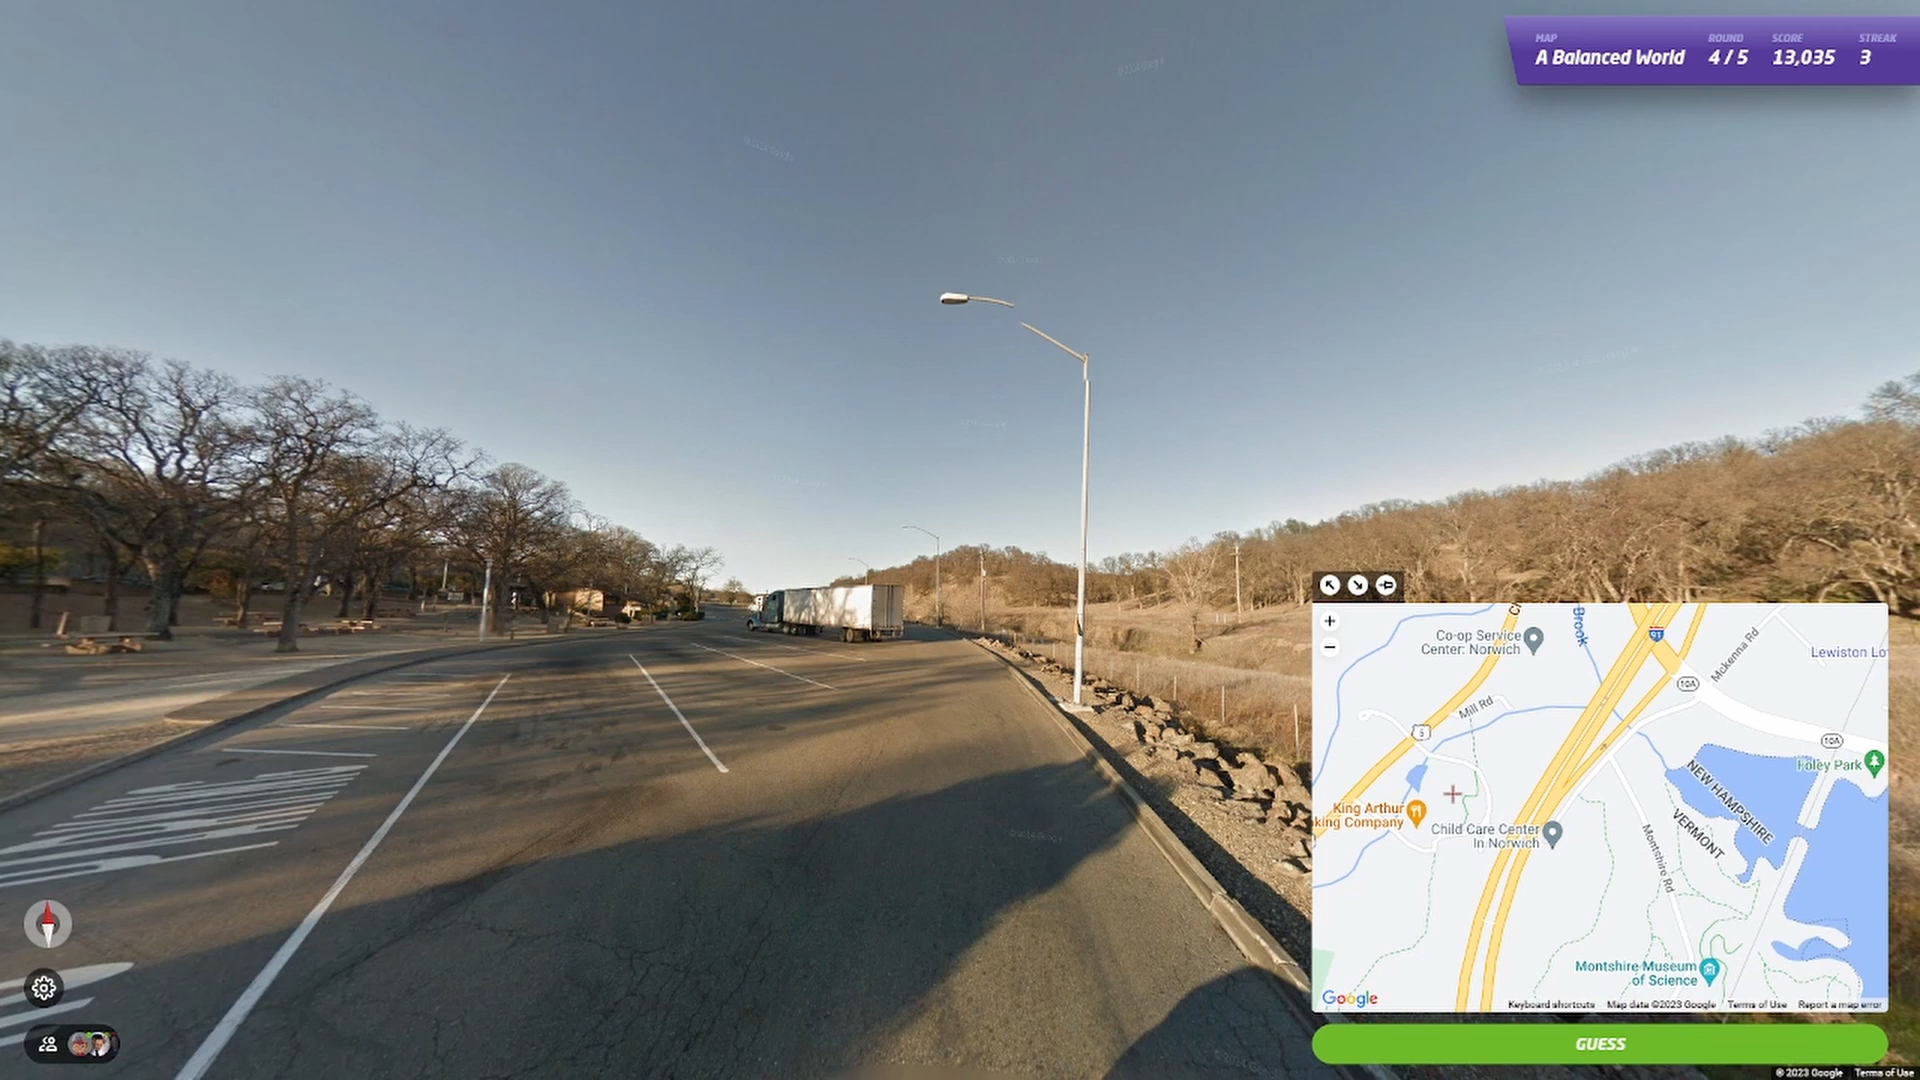 MAP
A Balanced World
ROUND
4 / 5
SCORE
13,035
STREAK
3
Co-op Service
Center: Norwich
Brook
91
Mckenna Rd
Lewiston Lo
10A
Mill Rd
5
10A
Foley Park
NEW HAMPSHIRE
VERMONT
King Arthur
king Company
Child Care Center
In Norwich
Montshire Rd
Montshire Museum
of Science
Google
Keyboard shortcuts
Map data ©2023 Google
Terms of Use
Report a map error
GUESS
© 2023 Google
Terms of Use